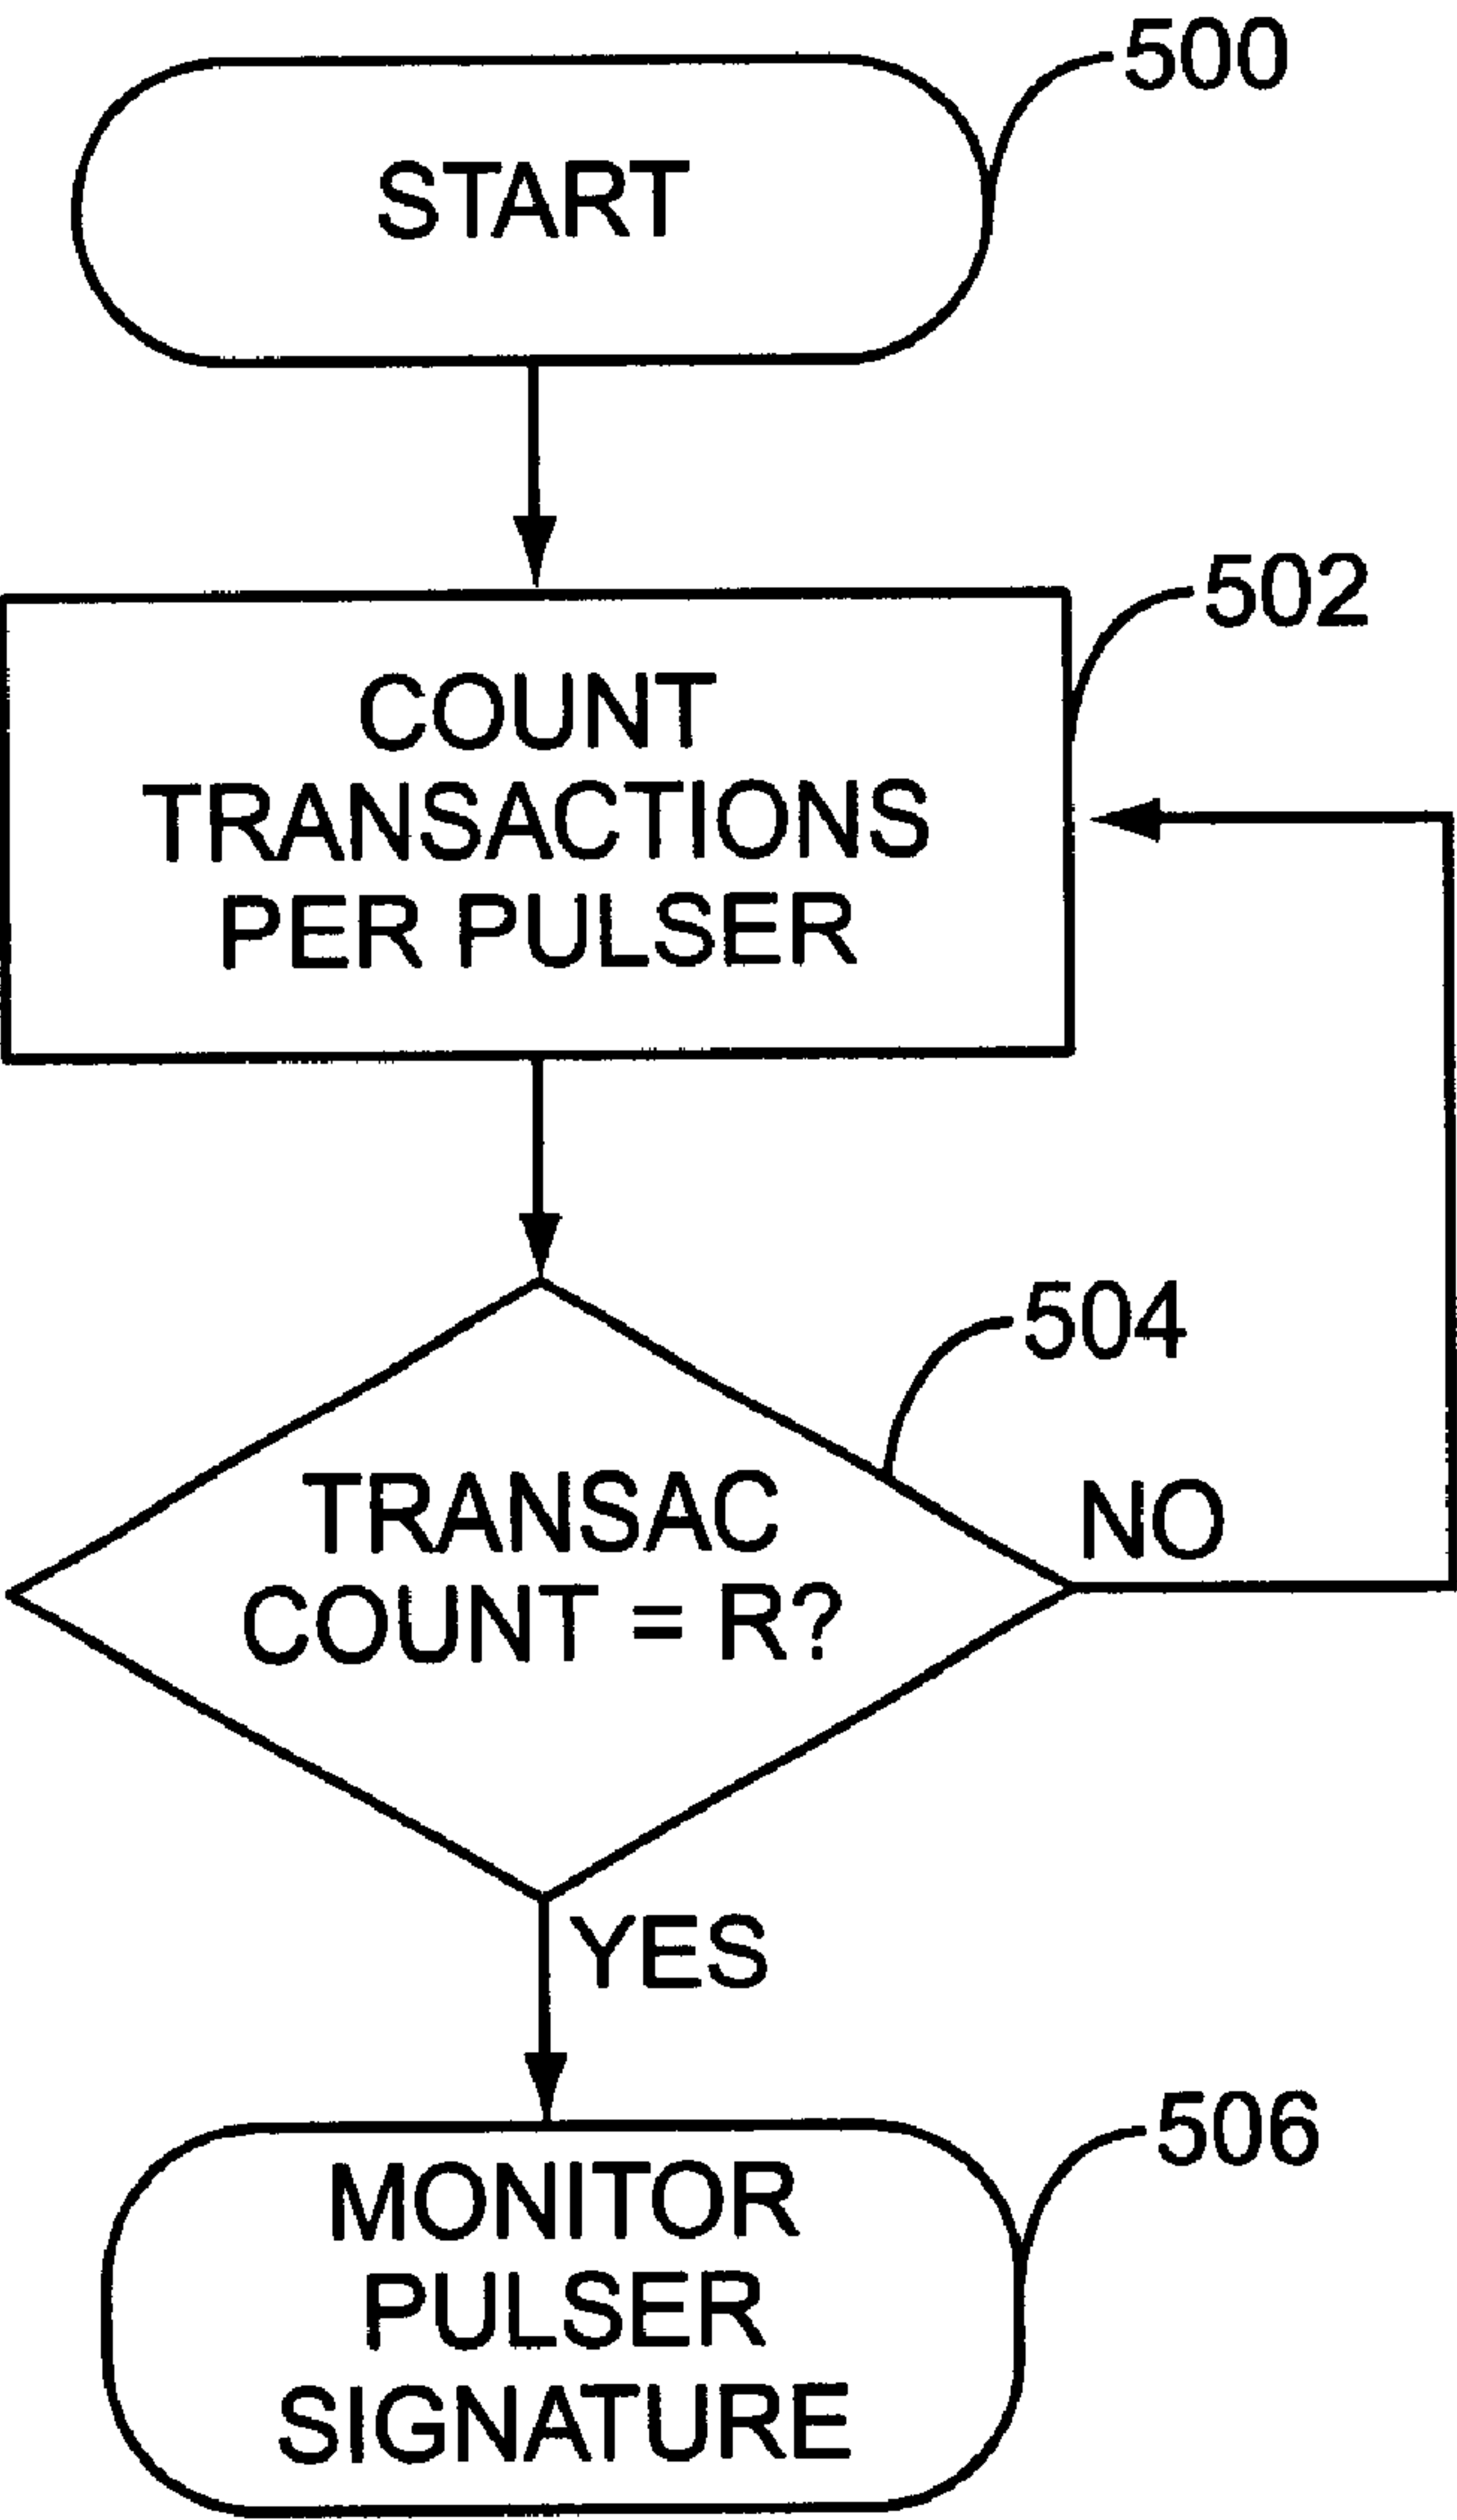 500
START
502
COUNT
TRANSACTIONS
PER PULSER
504
TRANSAC
COUNT = R?
NO
YES
506
MONITOR
PULSER
SIGNATURE